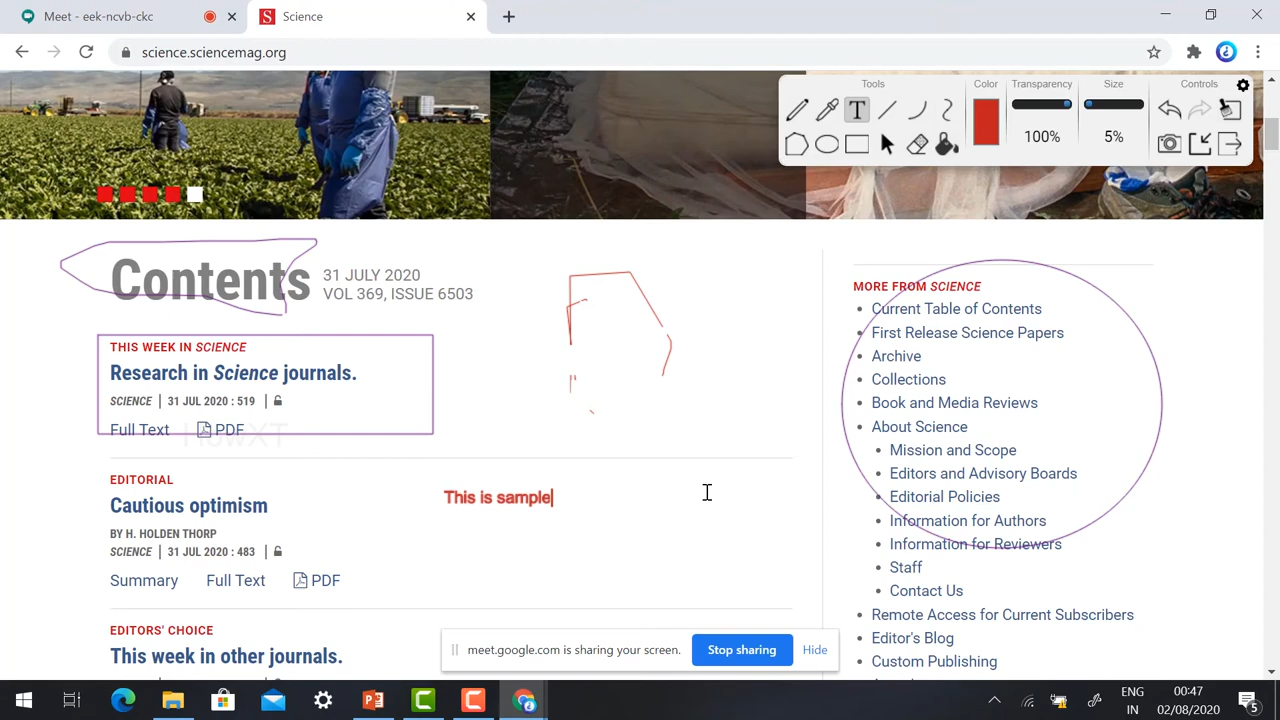 Meet - eek-ncvb-ckc
Science
science.sciencemag.org
Tools
Color
Transparency
Size
Controls
T
100%
5%
Contents
31 JULY 2020
VOL 369, ISSUE 6503
THIS WEEK IN SCIENCE
Research in Science journals.
SCIENCE | 31 JUL 2020 : 519 |
Full Text
PDF
HowXT
EDITORIAL
Cautious optimism
BY H. HOLDEN THORP
SCIENCE | 31 JUL 2020 : 483 |
Summary
Full Text
PDF
EDITORS' CHOICE
This week in other journals.
This is sample
MORE FROM SCIENCE
Current Table of Contents
First Release Science Papers
Archive
Collections
Book and Media Reviews
About Science
Mission and Scope
Editors and Advisory Boards
Editorial Policies
Information for Authors
Information for Reviewers
Staff
Contact Us
Remote Access for Current Subscribers
Editor's Blog
Custom Publishing
meet.google.com is sharing your screen.
Stop sharing
Hide
ENG
IN
00:47
02/08/2020
5